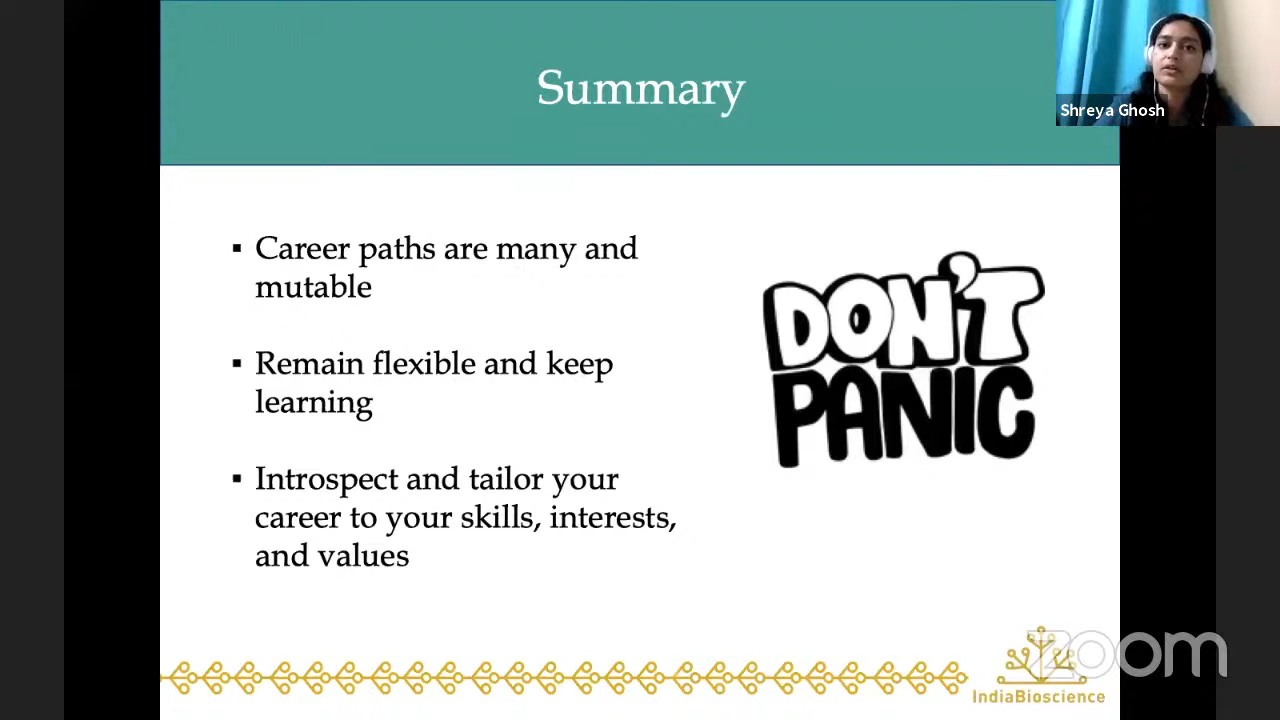 Summary
Shreya Ghosh
▪ Career paths are many and
mutable
▪ Remain flexible and keep
learning
▪ Introspect and tailor your
career to your skills, interests,
and values
DON'T
PANIC
zoom
IndiaBioscience